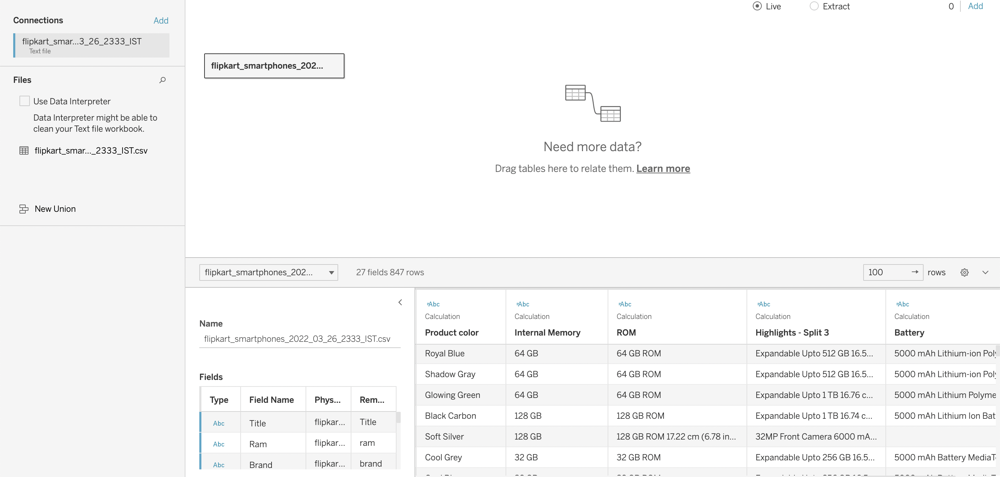 Connections Add
flipkart_smar...3_26_2333_IST
Text file
Files
Use Data Interpreter
Data Interpreter might be able to
clean your Text file workbook.
flipkart_smar..._2333_IST.csv
New Union
Live Extract 0 Add
flipkart_smartphones_202...
Need more data?
Drag tables here to relate them. Learn more
flipkart_smartphones_202... 27 fields 847 rows 100 rows
Name
flipkart_smartphones_2022_03_26_2333_IST.csv
Fields
Type Field Name Phys... Rem...
Abc Title flipkar... Title
Abc Ram flipkar... ram
Abc Brand flipkar... brand
=Abc =Abc =Abc =Abc =Abc
Calculation Calculation Calculation Calculation Calculation
Product color Internal Memory ROM Highlights - Split 3 Battery
Royal Blue 64 GB 64 GB ROM Expandable Upto 512 GB 16.5... 5000 mAh Lithium-ion Poly
Shadow Gray 64 GB 64 GB ROM Expandable Upto 512 GB 16.5... 5000 mAh Lithium-ion Poly
Glowing Green 64 GB 64 GB ROM Expandable Upto 1 TB 16.76 c... 5000 mAh Lithium Polyme
Black Carbon 128 GB 128 GB ROM Expandable Upto 1 TB 16.74 c... 5000 mAh Lithium Ion Bat
Soft Silver 128 GB 128 GB ROM 17.22 cm (6.78 in... 32MP Front Camera 6000 mA...
Cool Grey 32 GB 32 GB ROM Expandable Upto 256 GB 16.5... 5000 mAh Battery MediaT